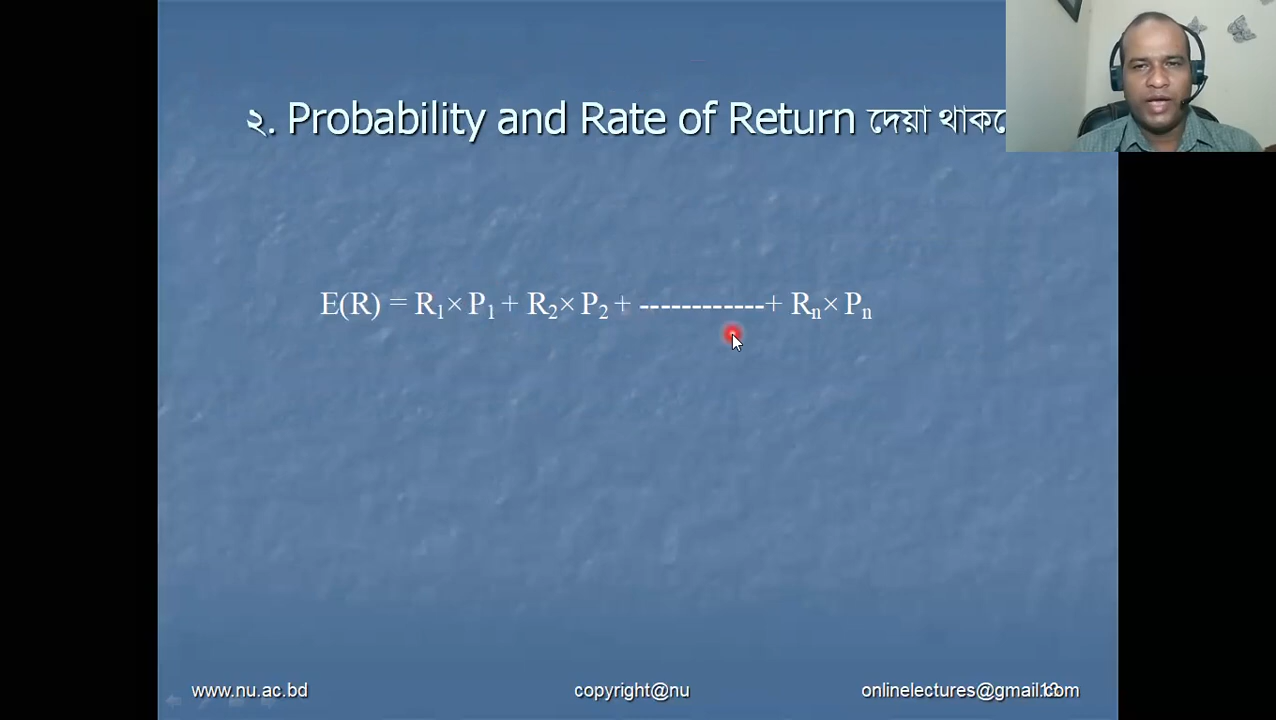 ২. Probability and Rate of Return দেয়া
E(R) = R₁× P₁ + R₂× P₂ + ------------+ Rₙ× Pₙ
www.nu.ac.bd copyright@nu onlinelectures@gmail.com